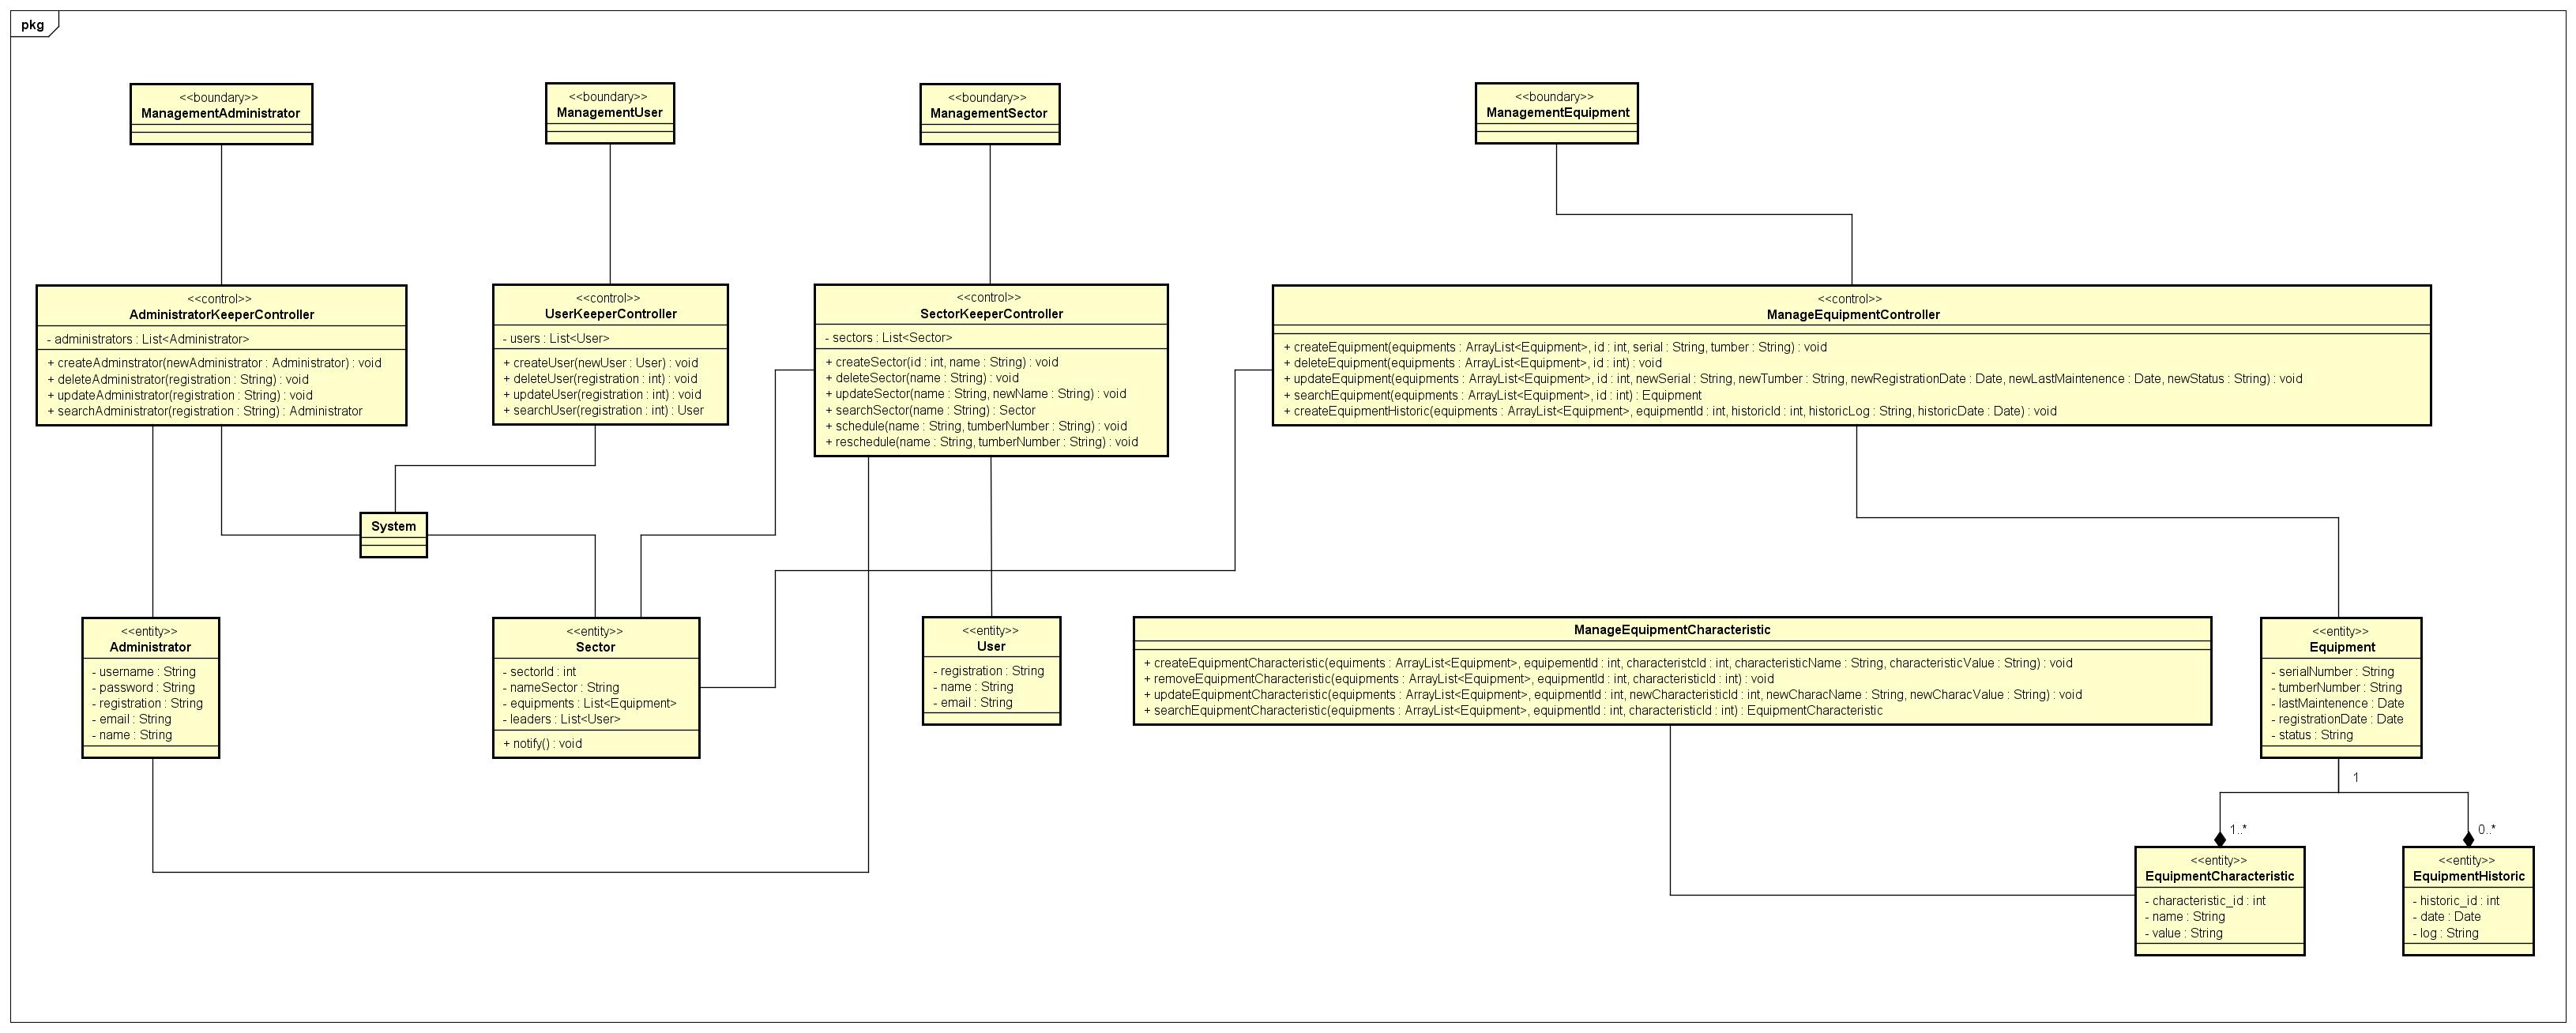 pkg
<<boundary>>
ManagementAdministrator
<<boundary>>
ManagementUser
<<boundary>>
ManagementSector
<<boundary>>
ManagementEquipment
<<control>>
AdministratorKeeperController
- administrators : List<Administrator>
+ createAdminstrator(newAdministrator : Administrator) : void
+ deleteAdministrator(registration : String) : void
+ updateAdministrator(registration : String) : void
+ searchAdministrator(registration : String) : Administrator
<<control>>
UserKeeperController
- users : List<User>
+ createUser(newUser : User) : void
+ deleteUser(registration : int) : void
+ updateUser(registration : int) : void
+ searchUser(registration : int) : User
<<control>>
SectorKeeperController
- sectors : List<Sector>
+ createSector(id : int, name : String) : void
+ deleteSector(name : String) : void
+ updateSector(name : String, newName : String) : void
+ searchSector(name : String) : Sector
+ schedule(name : String, tumberNumber : String) : void
+ reschedule(name : String, tumberNumber : String) : void
<<control>>
ManageEquipmentController
+ createEquipment(equipments : ArrayList<Equipment>, id : int, serial : String, tumber : String) : void
+ deleteEquipment(equipments : ArrayList<Equipment>, id : int) : void
+ updateEquipment(equipments : ArrayList<Equipment>, id : int, newSerial : String, newTumber : String, newRegistrationDate : Date, newLastMaintenence : Date, newStatus : String) : void
+ searchEquipment(equipments : ArrayList<Equipment>, id : int) : Equipment
+ createEquipmentHistoric(equipments : ArrayList<Equipment>, equipmentId : int, historicId : int, historicLog : String, historicDate : Date) : void
System
<<entity>>
Administrator
- username : String
- password : String
- registration : String
- email : String
- name : String
<<entity>>
Sector
- sectorId : int
- nameSector : String
- equipments : List<Equipment>
- leaders : List<User>
+ notify() : void
<<entity>>
User
- registration : String
- name : String
- email : String
ManageEquipmentCharacteristic
+ createEquipmentCharacteristic(equiments : ArrayList<Equipment>, equipementId : int, characteristcId : int, characteristicName : String, characteristicValue : String) : void
+ removeEquipmentCharacteristic(equipments : ArrayList<Equipment>, equipmentId : int, characteristicId : int) : void
+ updateEquipmentCharacteristic(equipments : ArrayList<Equipment>, equipmentId : int, newCharacteristicId : int, newCharacName : String, newCharacValue : String) : void
+ searchEquipmentCharacteristic(equipments : ArrayList<Equipment>, equipmentId : int, characteristicId : int) : EquipmentCharacteristic
<<entity>>
Equipment
- serialNumber : String
- tumberNumber : String
- lastMaintenence : Date
- registrationDate : Date
- status : String
1
1..*
0..*
<<entity>>
EquipmentCharacteristic
- characteristic_id : int
- name : String
- value : String
<<entity>>
EquipmentHistoric
- historic_id : int
- date : Date
- log : String